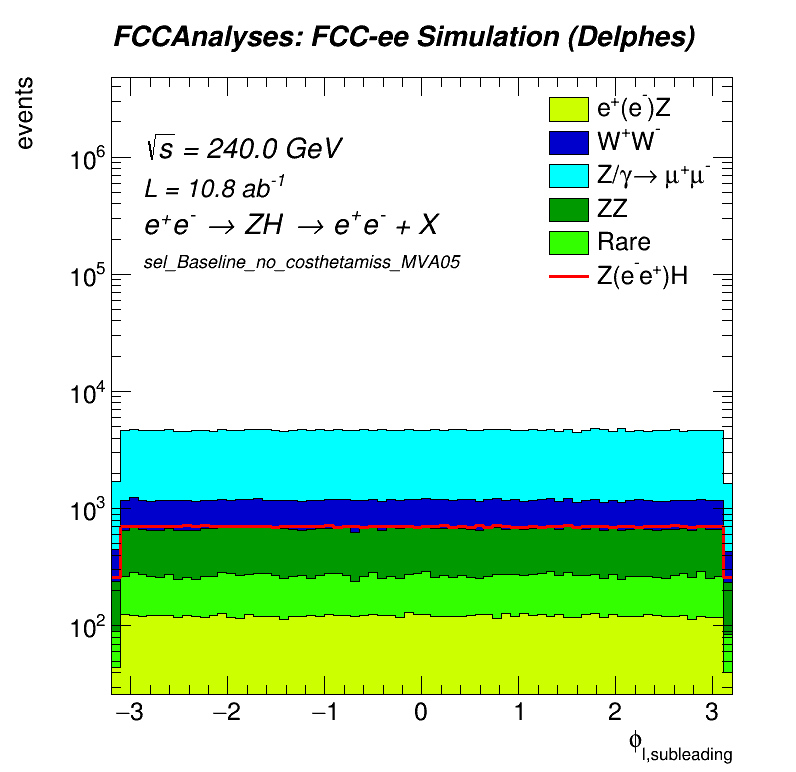 FCCAnalyses: FCC-ee Simulation (Delphes)
events
√s = 240.0 GeV
L = 10.8 ab⁻¹
e⁺e⁻ → ZH → e⁺e⁻ + X
sel_Baseline_no_costhetamiss_MVA05
e⁺(e⁻)Z
W⁺W⁻
Z/γ→ μ⁺μ⁻
ZZ
Rare
Z(e⁻e⁺)H
10⁶
10⁵
10⁴
10³
10²
−3 −2 −1 0 1 2 3
ϕ_l,subleading